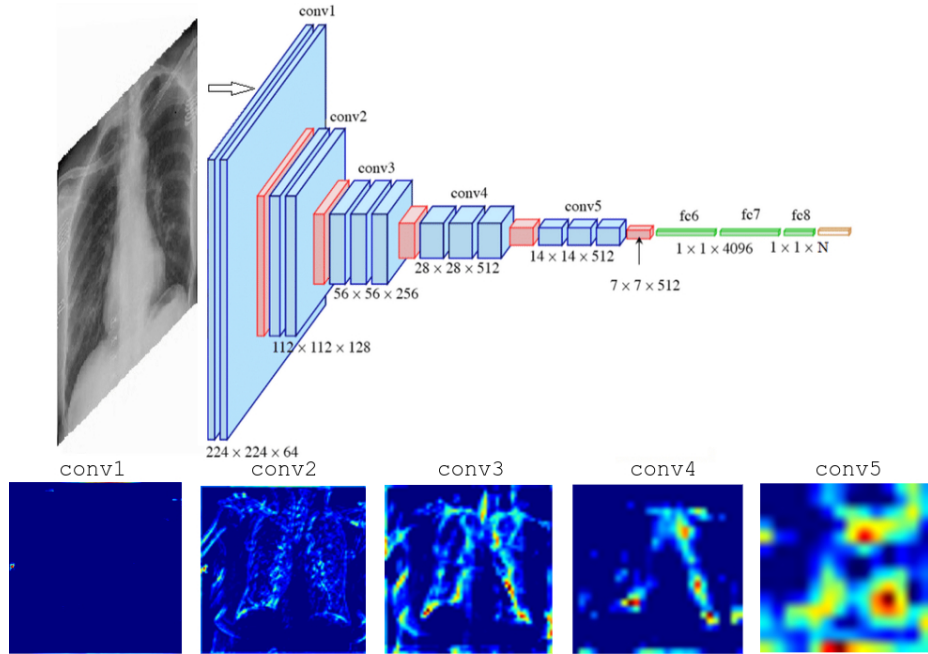 conv1
conv2
conv3
conv4
conv5
fc6
fc7
fc8
1 × 1 × 4096
1 × 1 × N
14 × 14 × 512
28 × 28 × 512
7 × 7 × 512
56 × 56 × 256
112 × 112 × 128
224 × 224 × 64
conv1
conv2
conv3
conv4
conv5